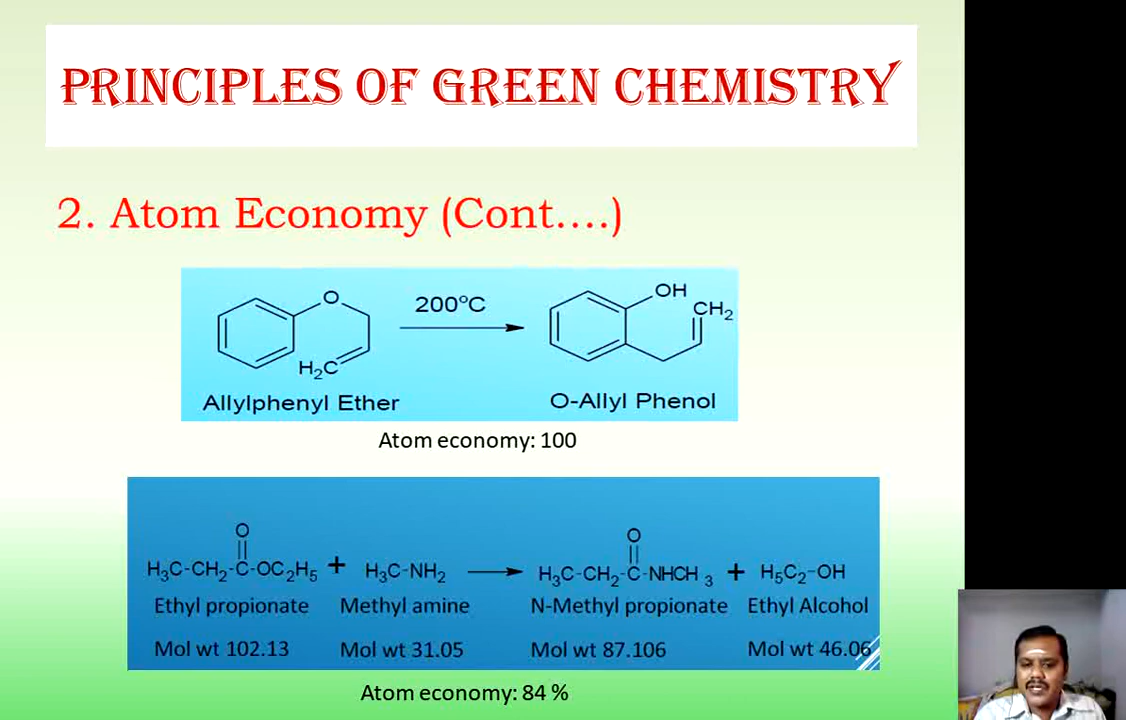 PRINCIPLES OF GREEN CHEMISTRY
2. Atom Economy (Cont....)
O 200°C OH
CH₂
H₂C
Allylphenyl Ether O-Allyl Phenol
Atom economy: 100
O O
H₃C-CH₂-C-OC₂H₅ + H₃C-NH₂ H₃C-CH₂-C-NHCH₃ + H₅C₂-OH
Ethyl propionate Methyl amine N-Methyl propionate Ethyl Alcohol
Mol wt 102.13 Mol wt 31.05 Mol wt 87.106 Mol wt 46.06
Atom economy: 84 %